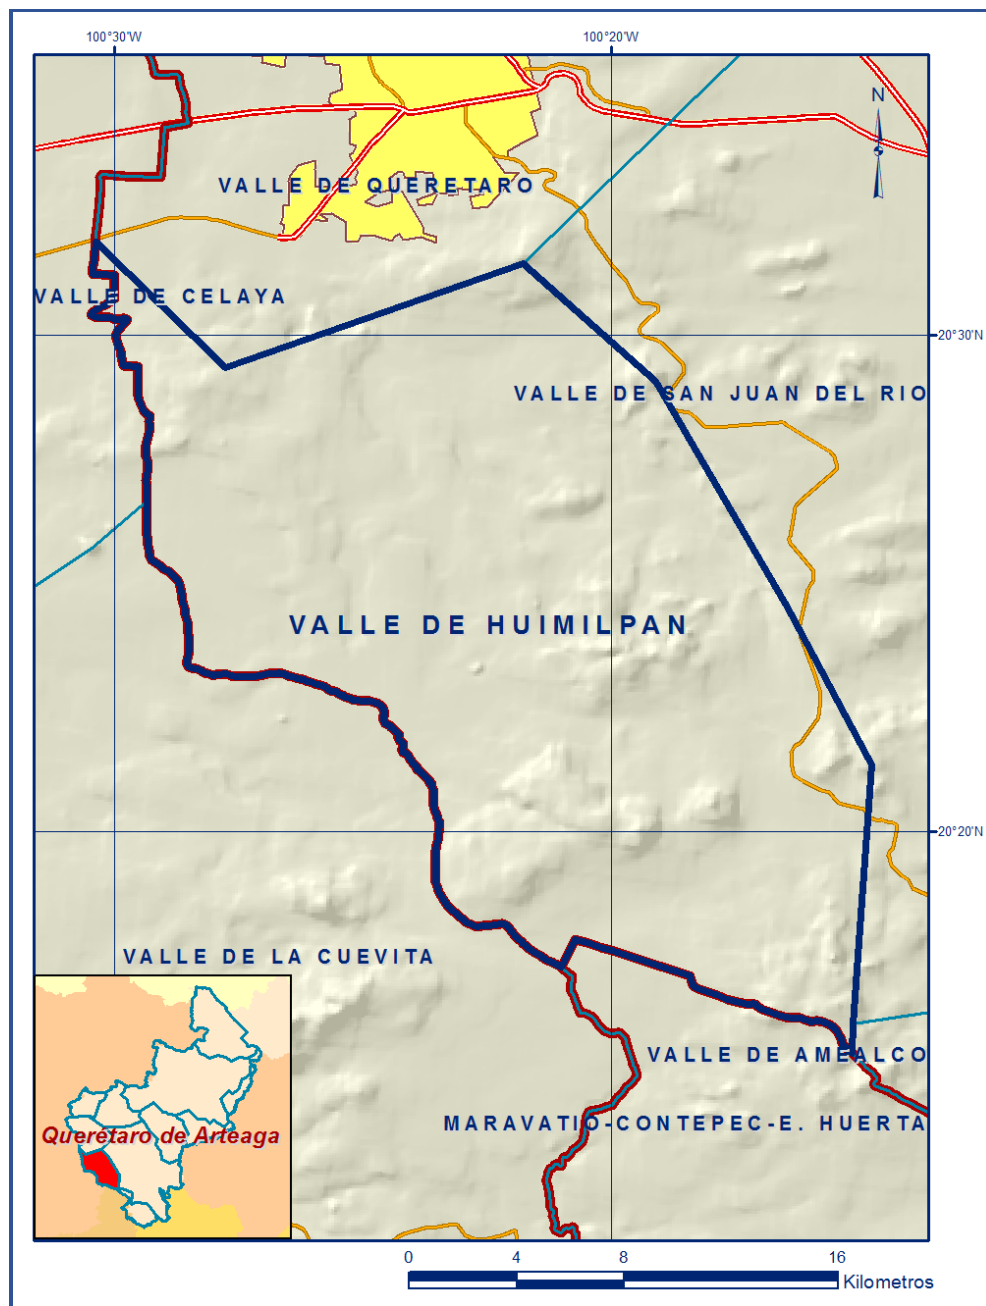 100°30'W
100°20'W
N
VALLE DE QUERETARO
VALLE DE CELAYA
20°30'N
VALLE DE SAN JUAN DEL RIO
VALLE DE HUIMILPAN
20°20'N
VALLE DE LA CUEVITA
VALLE DE AMEALCO
MARAVATIO-CONTEPEC-E. HUERTA
Querétaro de Arteaga
0 4 8 16
Kilometros